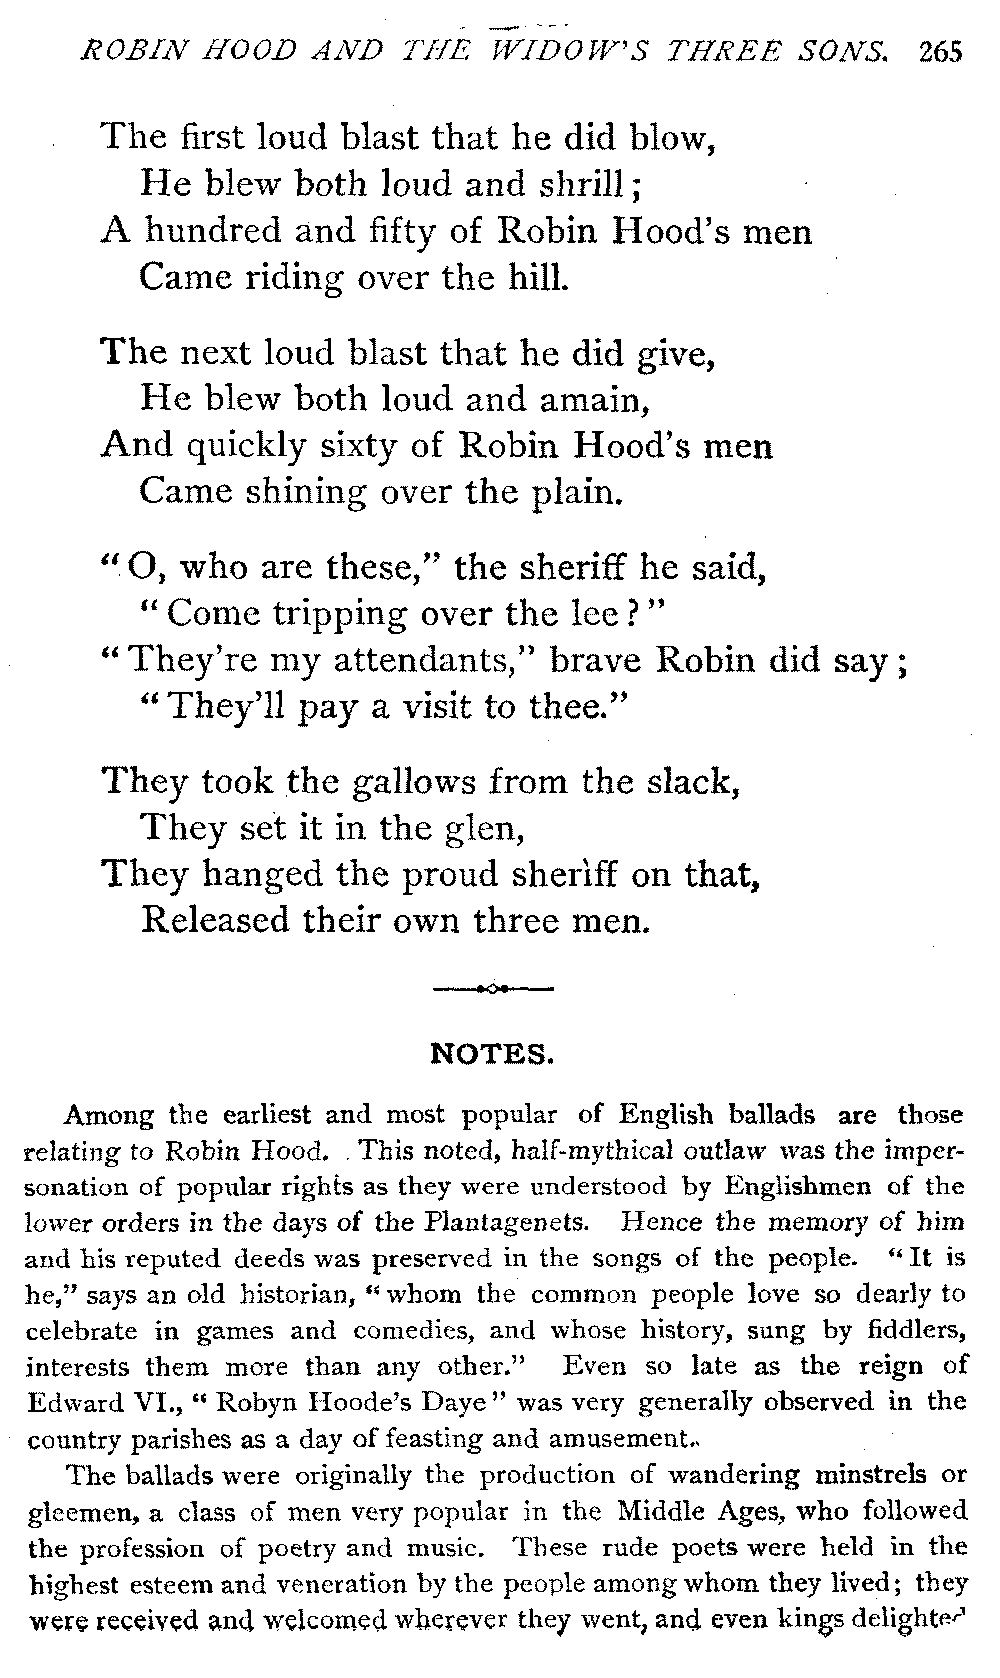 ROBIN HOOD AND THE WIDOW'S THREE SONS. 265
The first loud blast that he did blow,
He blew both loud and shrill;
A hundred and fifty of Robin Hood's men
Came riding over the hill.
The next loud blast that he did give,
He blew both loud and amain,
And quickly sixty of Robin Hood's men
Came shining over the plain.
"O, who are these," the sheriff he said,
"Come tripping over the lee?"
"They're my attendants," brave Robin did say;
"They'll pay a visit to thee."
They took the gallows from the slack,
They set it in the glen,
They hanged the proud sheriff on that,
Released their own three men.
NOTES.
Among the earliest and most popular of English ballads are those
relating to Robin Hood. This noted, half-mythical outlaw was the imper-
sonation of popular rights as they were understood by Englishmen of the
lower orders in the days of the Plantagenets. Hence the memory of him
and his reputed deeds was preserved in the songs of the people. "It is
he," says an old historian, "whom the common people love so dearly to
celebrate in games and comedies, and whose history, sung by fiddlers,
interests them more than any other." Even so late as the reign of
Edward VI., "Robyn Hoode's Daye" was very generally observed in the
country parishes as a day of feasting and amusement.
The ballads were originally the production of wandering minstrels or
gleemen, a class of men very popular in the Middle Ages, who followed
the profession of poetry and music. These rude poets were held in the
highest esteem and veneration by the people among whom they lived; they
were received and welcomed wherever they went, and even kings delighted